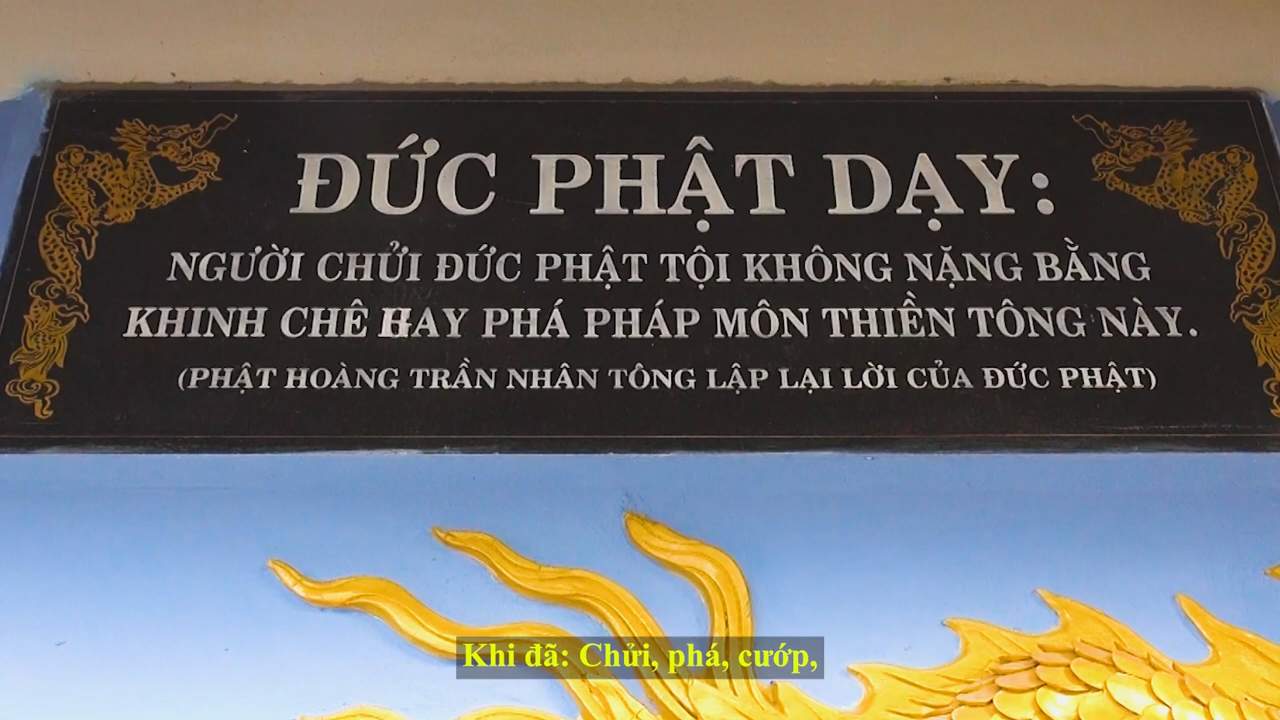 ĐỨC PHẬT DẠY:
NGƯỜI CHỬI ĐỨC PHẬT TỘI KHÔNG NẶNG BẰNG
KHINH CHÊ HAY PHÁ PHÁP MÔN THIỀN TÔNG NÀY.
(PHẬT HOÀNG TRẦN NHÂN TÔNG LẬP LẠI LỜI CỦA ĐỨC PHẬT)
Khi đã: Chửi, phá, cướp,